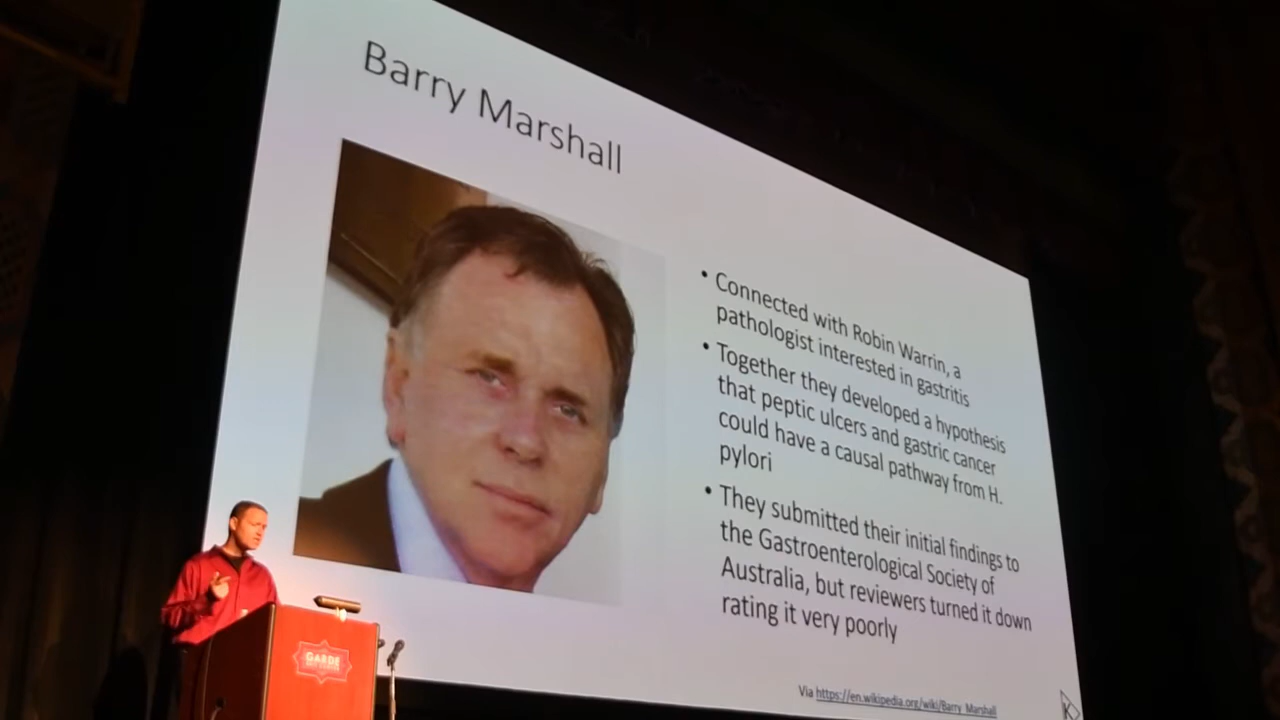 Barry Marshall
• Connected with Robin Warrin, a
pathologist interested in gastritis
• Together they developed a hypothesis
that peptic ulcers and gastric cancer
could have a causal pathway from H.
pylori
• They submitted their initial findings to
the Gastroenterological Society of
Australia, but reviewers turned it down
rating it very poorly
Via https://en.wikipedia.org/wiki/Barry_Marshall
GARDE